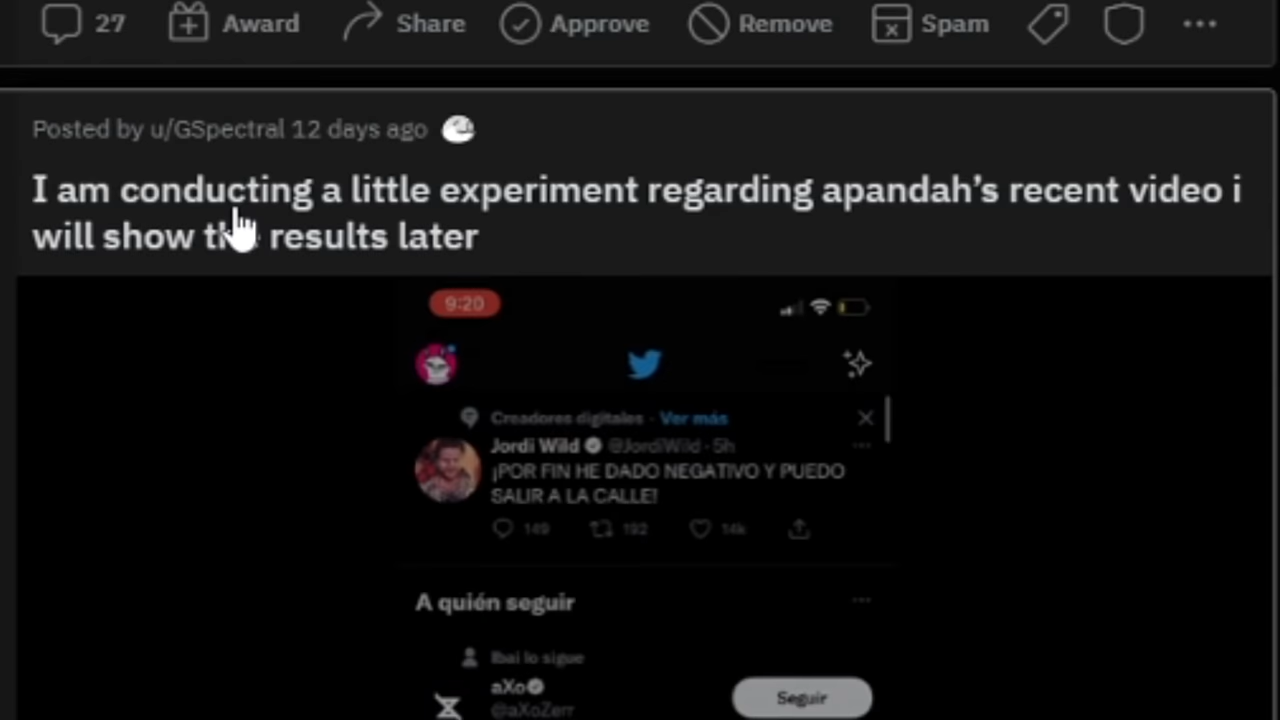 27 Award Share Approve Remove Spam
Posted by u/GSpectral 12 days ago
I am conducting a little experiment regarding apandah's recent video i
will show the results later
9:20
Creadores digitales · Ver más
Jordi Wild @JordiWild · 5h
¡POR FIN HE DADO NEGATIVO Y PUEDO
SALIR A LA CALLE!
149 192 14k
A quién seguir
Ibai lo sigue
aXo Seguir
@aXoZerr